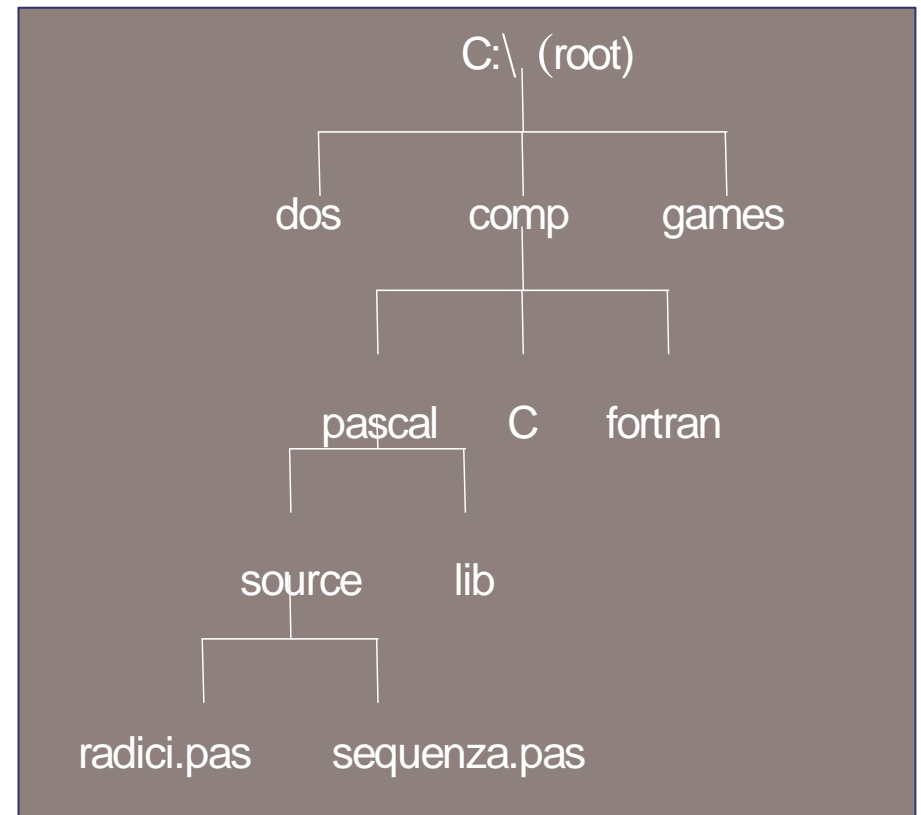 C:\ (root)
dos comp games
pascal C fortran
source lib
radici.pas sequenza.pas